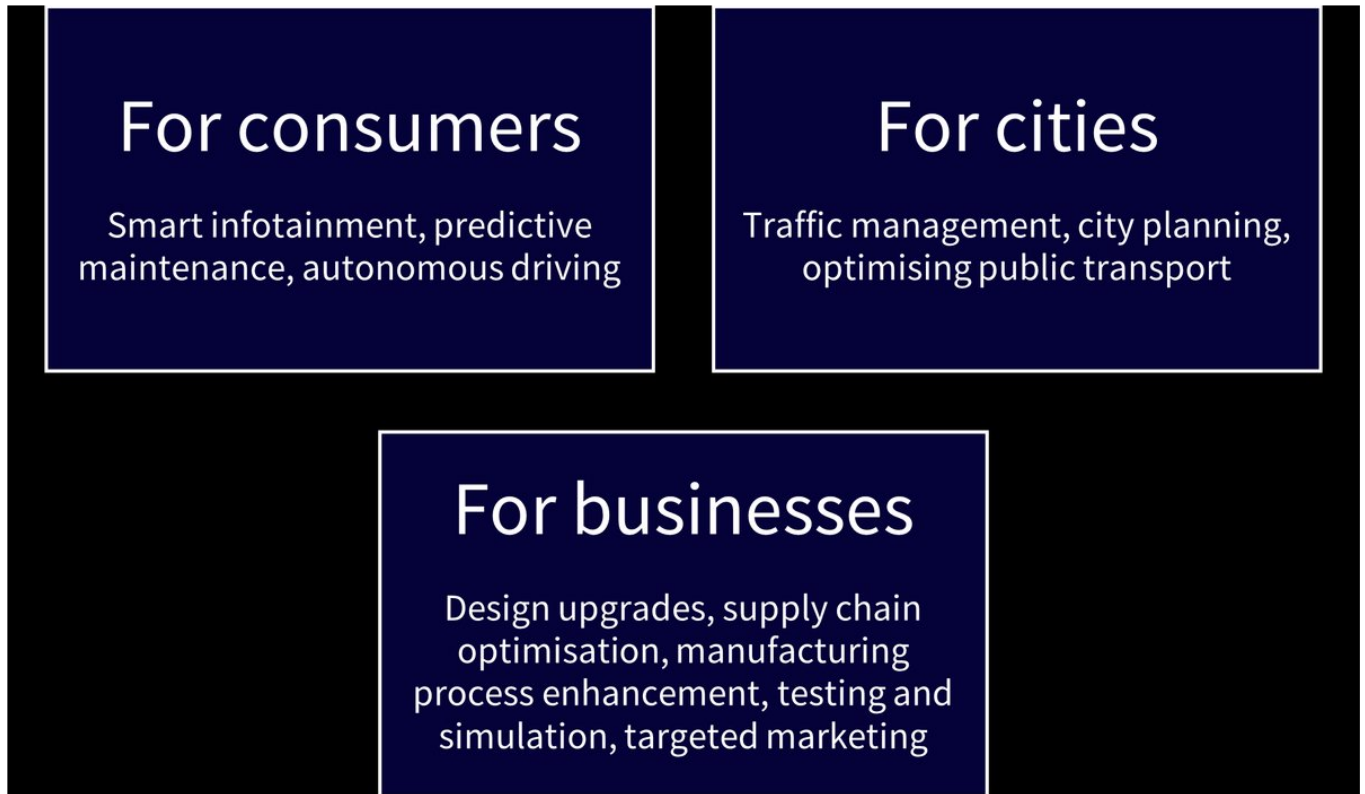 For consumers
Smart infotainment, predictive
maintenance, autonomous driving
For cities
Traffic management, city planning,
optimising public transport
For businesses
Design upgrades, supply chain
optimisation, manufacturing
process enhancement, testing and
simulation, targeted marketing